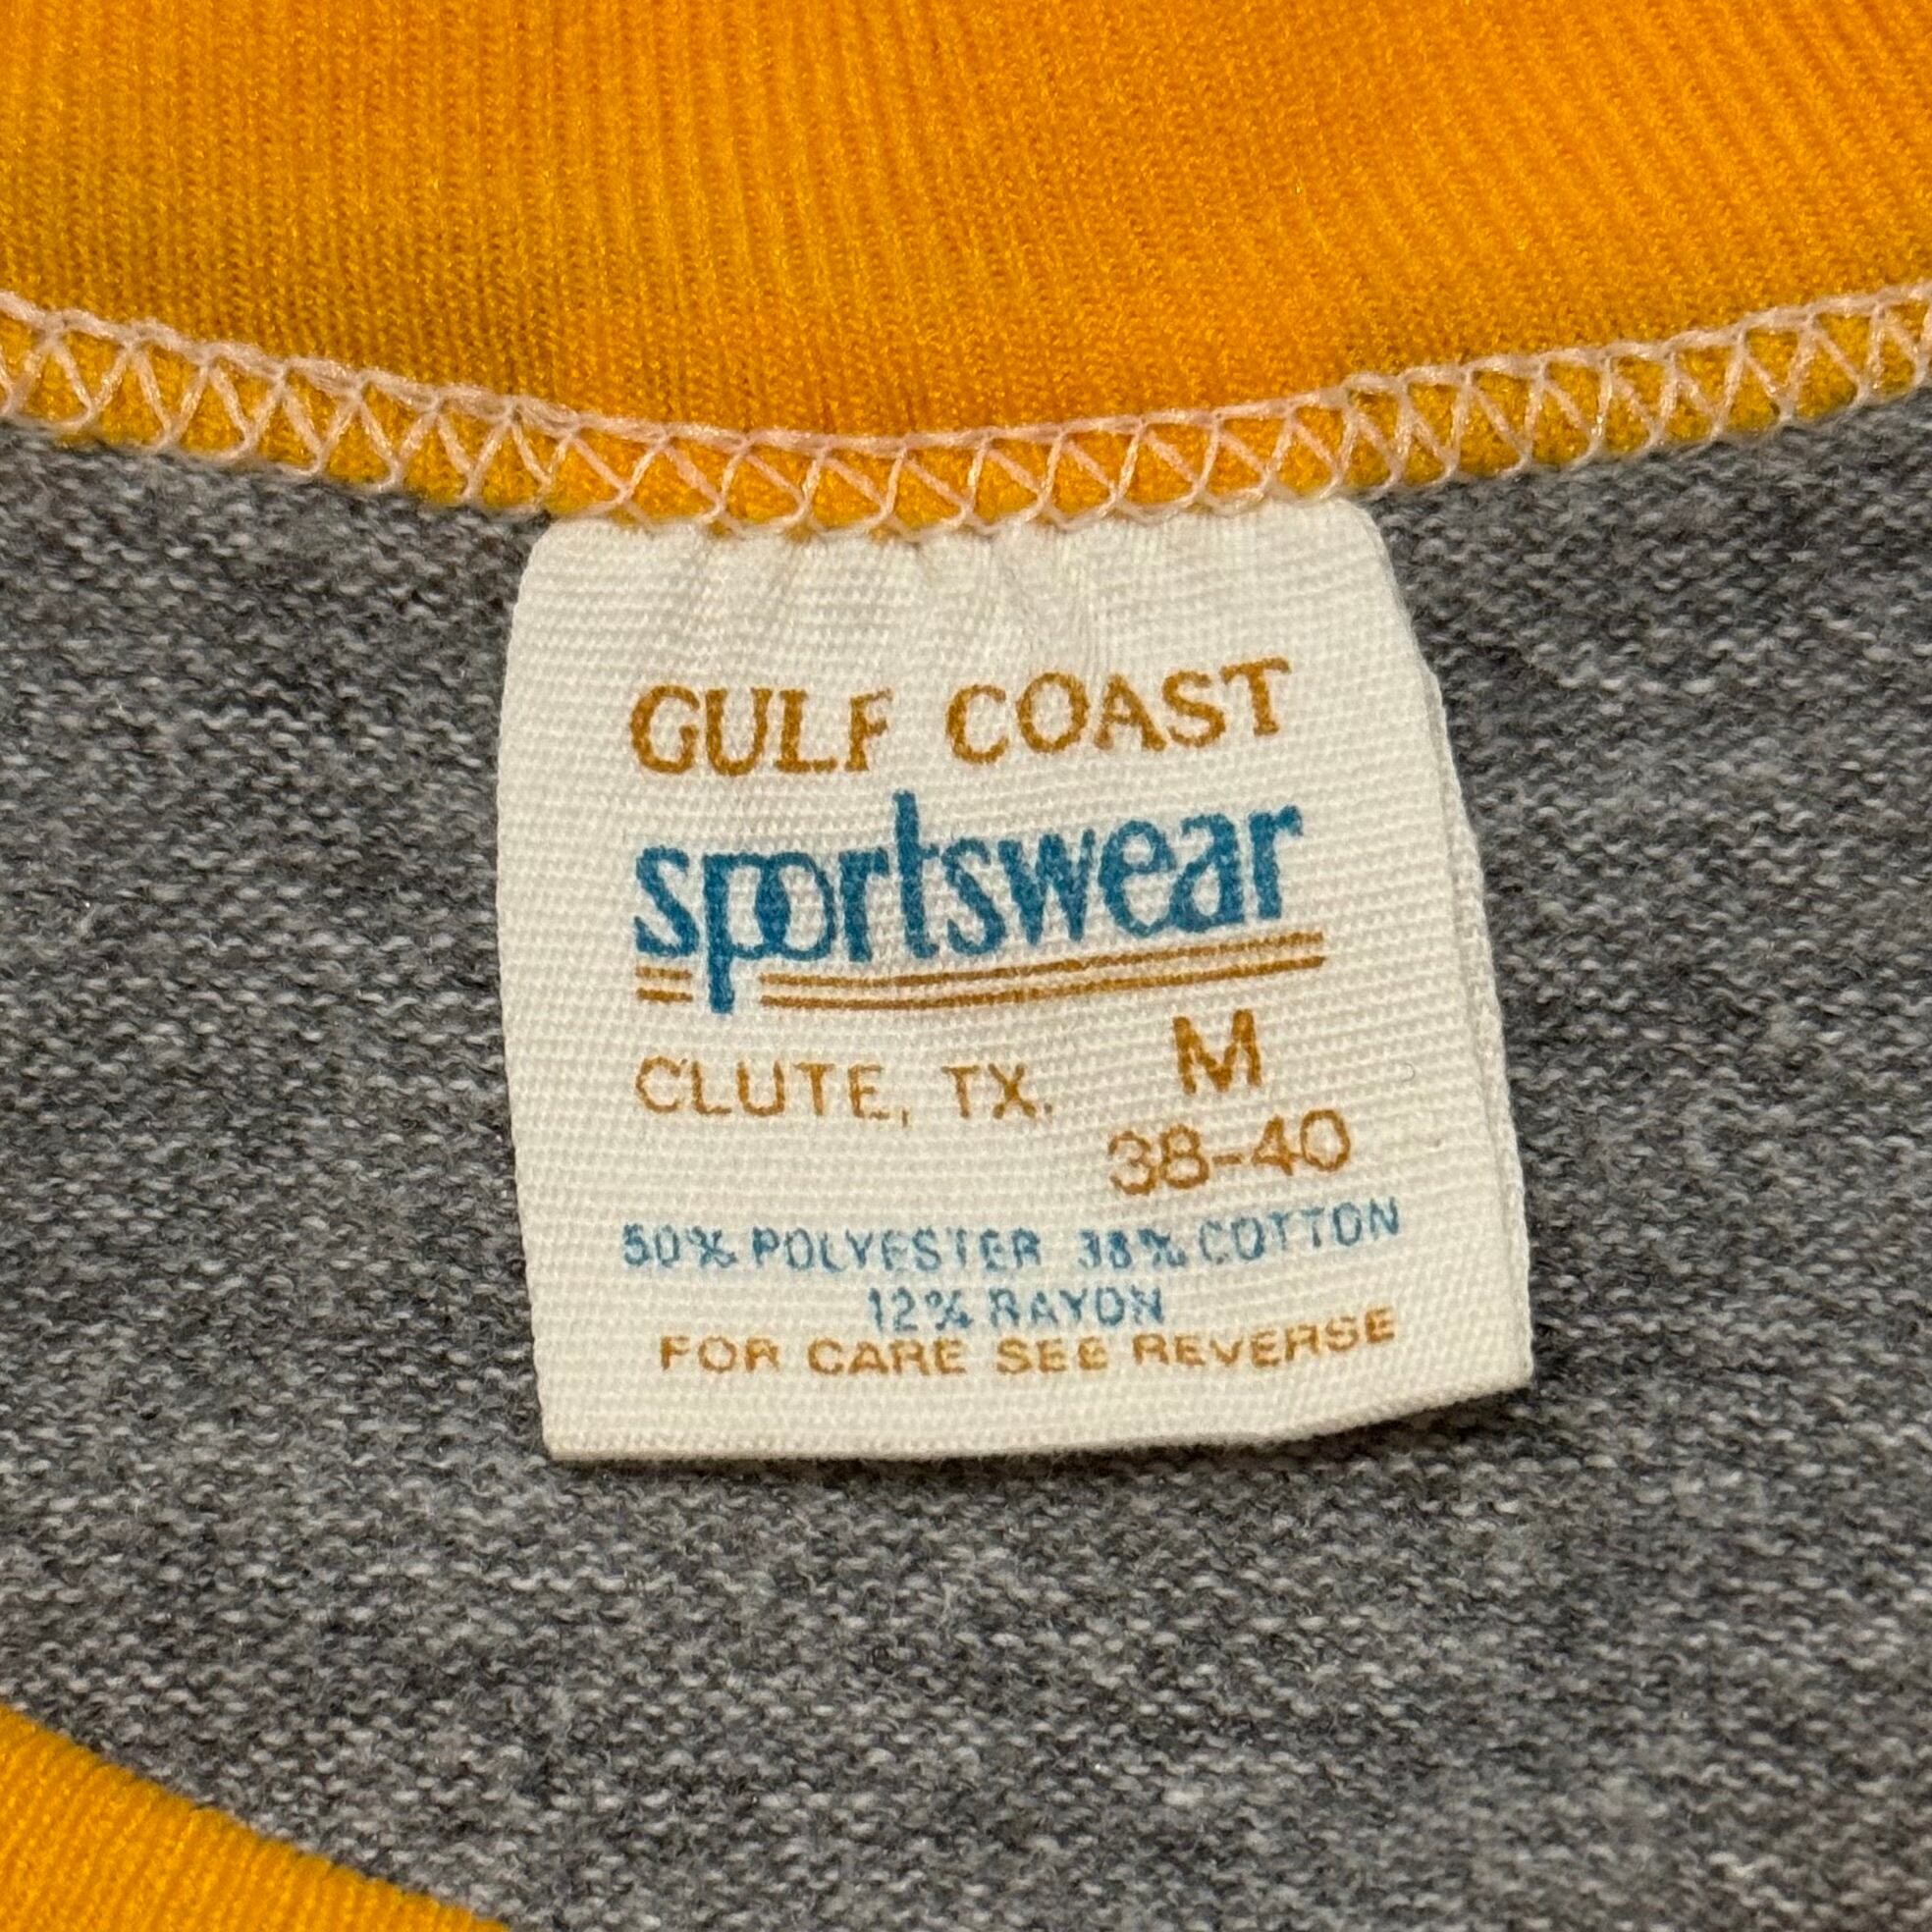 GULF COAST
sportswear
CLUTE, TX. M
38-40
50% POLYESTER 38% COTTON
12% RAYON
FOR CARE SEE REVERSE